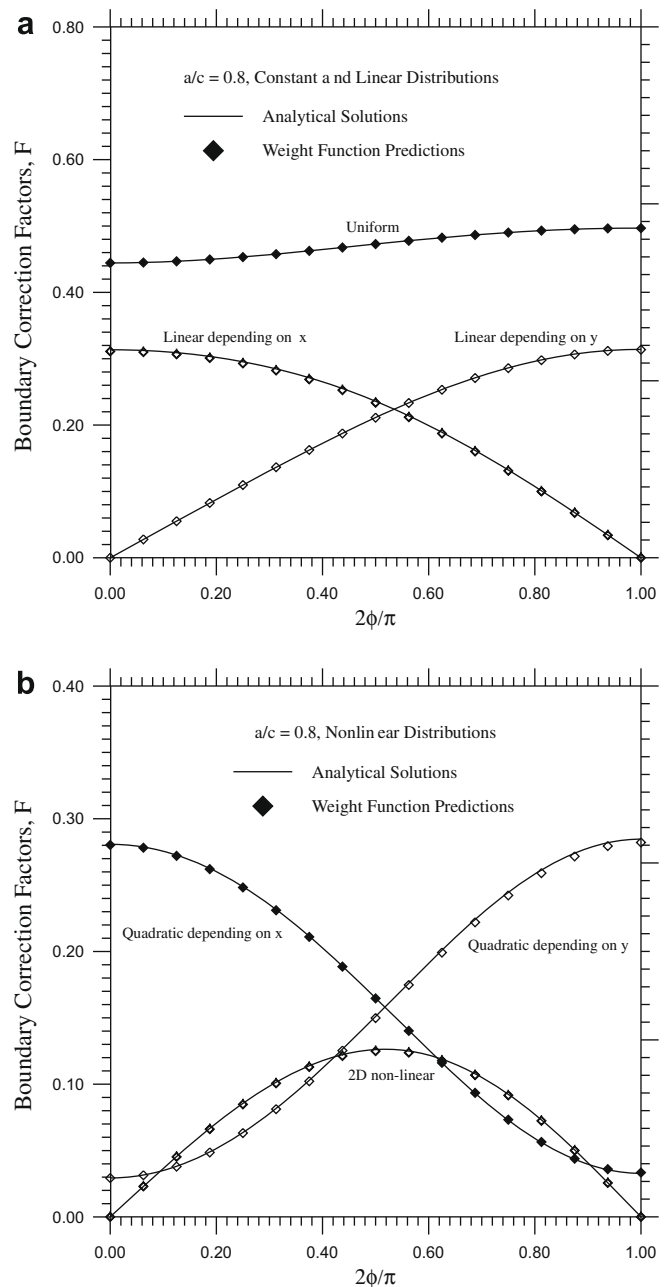 a
0.80
a/c = 0.8, Constant a nd Linear Distributions
Analytical Solutions
Weight Function Predictions
0.60
Boundary Correction Factors, F
Uniform
0.40
Linear depending on x
Linear depending on y
0.20
0.00
0.00 0.20 0.40 0.60 0.80 1.00
2ϕ/π
b
0.40
a/c = 0.8, Nonlin ear Distributions
Analytical Solutions
Weight Function Predictions
0.30
Boundary Correction Factors, F
Quadratic depending on x
Quadratic depending on y
0.20
0.10
2D non-linear
0.00
0.00 0.20 0.40 0.60 0.80 1.00
2ϕ/π